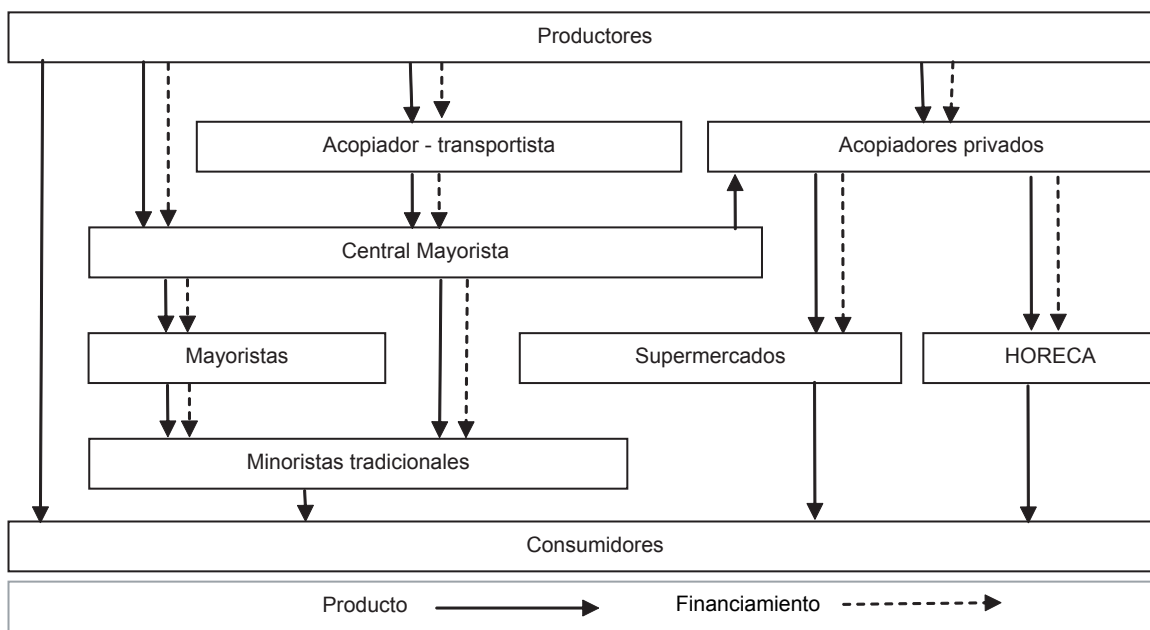 Productores
Acopiador - transportista
Acopiadores privados
Central Mayorista
Mayoristas
Supermercados
HORECA
Minoristas tradicionales
Consumidores
Producto
Financiamiento